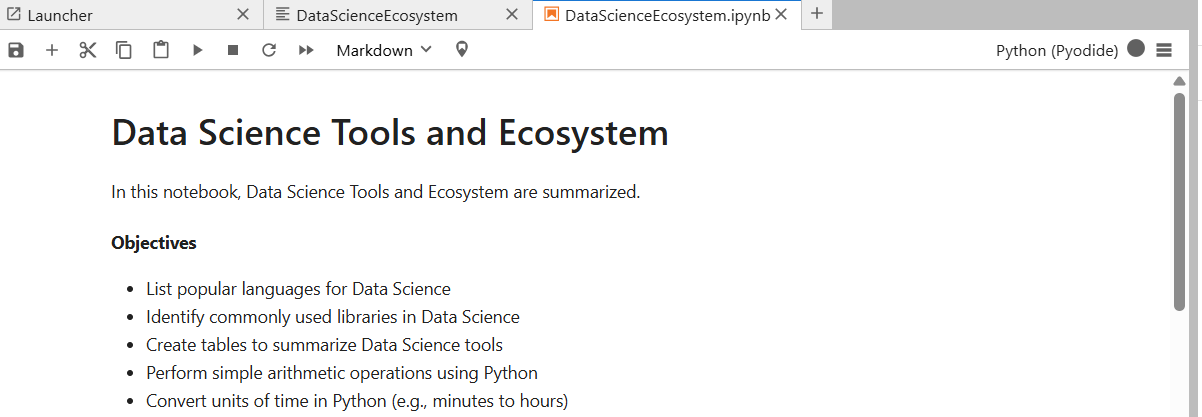 Launcher
DataScienceEcosystem
DataScienceEcosystem.ipynb
Markdown
Python (Pyodide)
Data Science Tools and Ecosystem
In this notebook, Data Science Tools and Ecosystem are summarized.
Objectives
• List popular languages for Data Science
• Identify commonly used libraries in Data Science
• Create tables to summarize Data Science tools
• Perform simple arithmetic operations using Python
• Convert units of time in Python (e.g., minutes to hours)